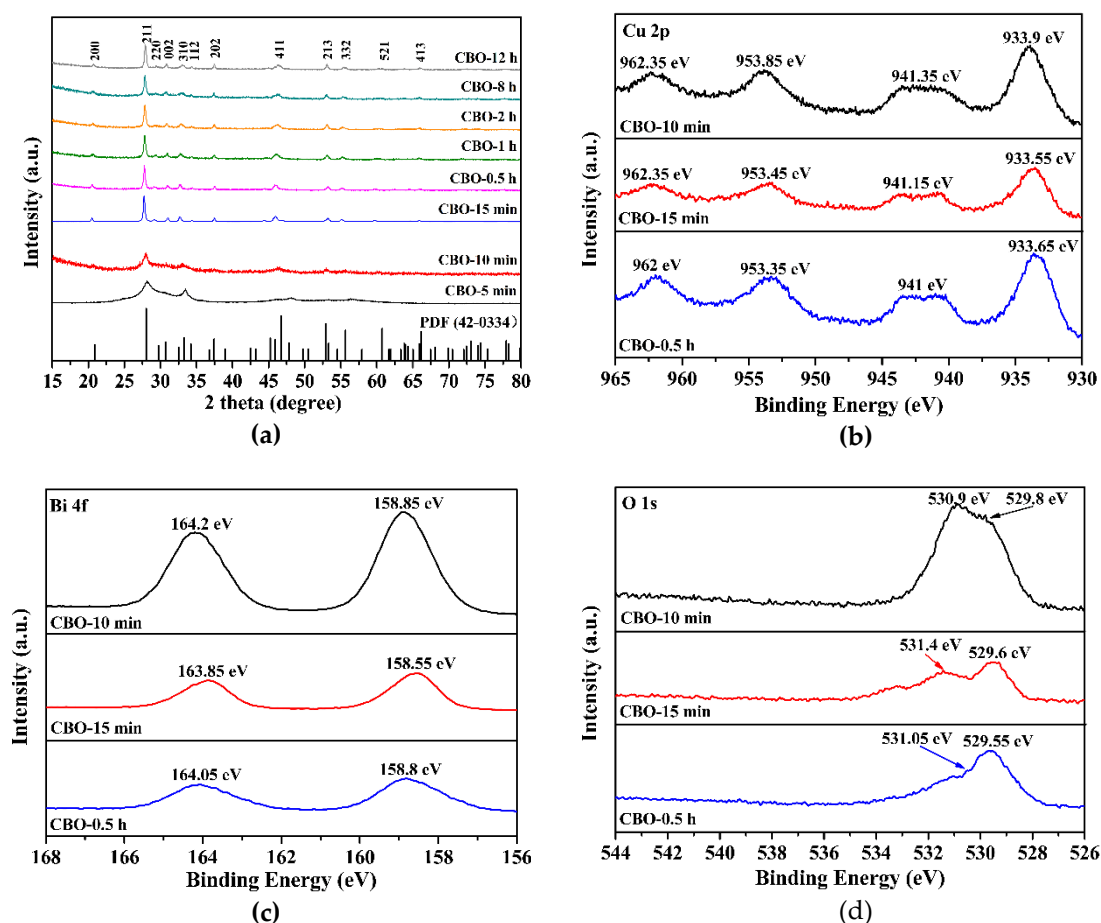 200 211 220 002 310 112 202 411 213 332 521 413
CBO-12 h
CBO-8 h
CBO-2 h
CBO-1 h
CBO-0.5 h
CBO-15 min
CBO-10 min
CBO-5 min
PDF (42-0334)
Intensity (a.u.)
15 20 25 30 35 40 45 50 55 60 65 70 75 80
2 theta (degree)
(a)
Cu 2p
933.9 eV
962.35 eV 953.85 eV 941.35 eV
CBO-10 min
933.55 eV
962.35 eV 953.45 eV 941.15 eV
CBO-15 min
933.65 eV
962 eV 953.35 eV 941 eV
CBO-0.5 h
Intensity (a.u.)
965 960 955 950 945 940 935 930
Binding Energy (eV)
(b)
Bi 4f
158.85 eV
164.2 eV
CBO-10 min
163.85 eV 158.55 eV
CBO-15 min
164.05 eV 158.8 eV
CBO-0.5 h
Intensity (a.u.)
168 166 164 162 160 158 156
Binding Energy (eV)
(c)
O 1s
530.9 eV 529.8 eV
CBO-10 min
531.4 eV 529.6 eV
CBO-15 min
531.05 eV 529.55 eV
CBO-0.5 h
Intensity (a.u.)
544 542 540 538 536 534 532 530 528 526
Binding Energy (eV)
(d)